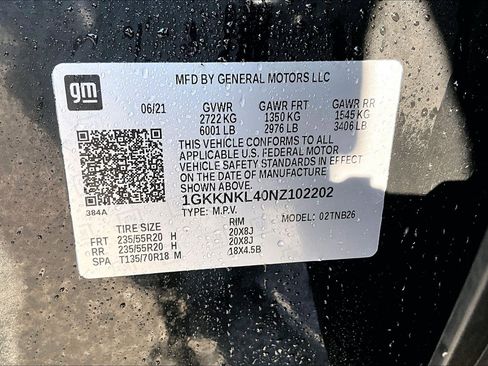 gm
MFD BY GENERAL MOTORS LLC
06/21 GVWR GAWR FRT GAWR RR
2722 KG 1350 KG 1545 KG
6001 LB 2976 LB 3406 LB
THIS VEHICLE CONFORMS TO ALL
APPLICABLE U.S. FEDERAL MOTOR
VEHICLE SAFETY STANDARDS IN EFFECT
ON THE DATE OF MANUFACTURE SHOWN ABOVE.
1GKKNKL40NZ102202
384A
TYPE: M.P.V. MODEL: 02TNB26
TIRE SIZE RIM
FRT 235/55R20 H 20X8J
RR 235/55R20 H 20X8J
SPA T135/70R18 M 18X4.5B